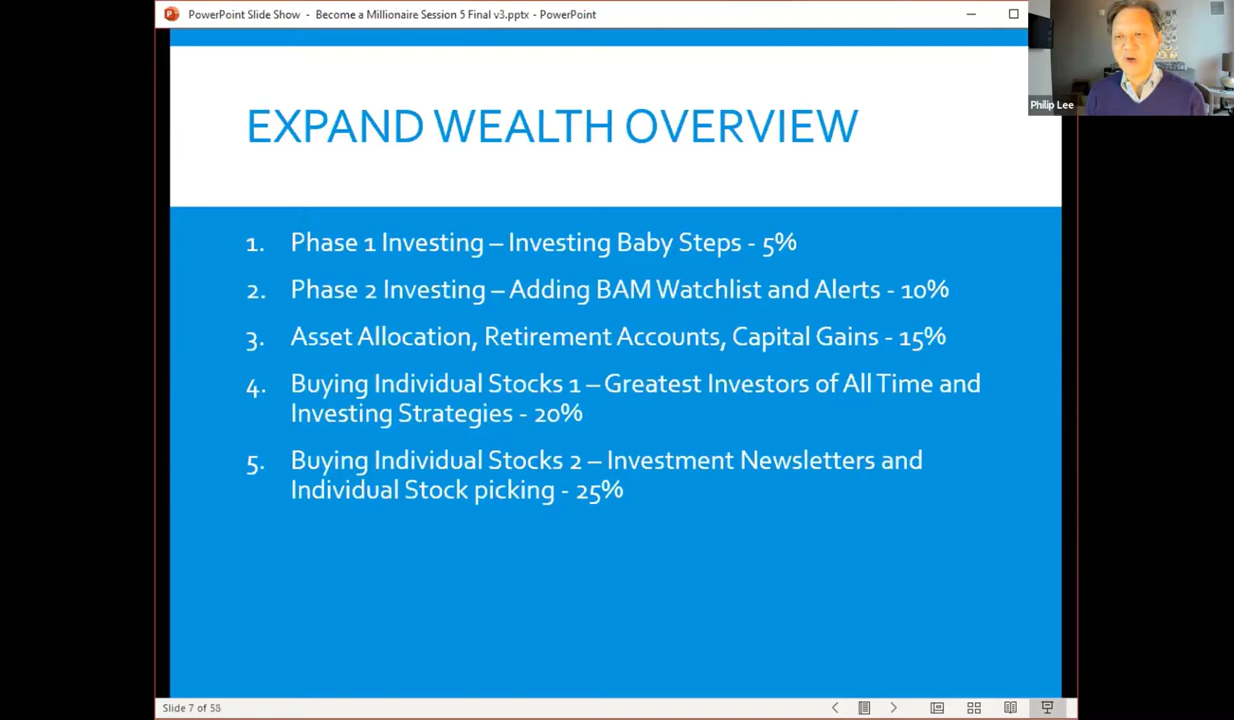 PowerPoint Slide Show - Become a Millionaire Session 5 Final v3.pptx - PowerPoint
Philip Lee
EXPAND WEALTH OVERVIEW
1. Phase 1 Investing – Investing Baby Steps - 5%
2. Phase 2 Investing – Adding BAM Watchlist and Alerts - 10%
3. Asset Allocation, Retirement Accounts, Capital Gains - 15%
4. Buying Individual Stocks 1 – Greatest Investors of All Time and
Investing Strategies - 20%
5. Buying Individual Stocks 2 – Investment Newsletters and
Individual Stock picking - 25%
Slide 7 of 58